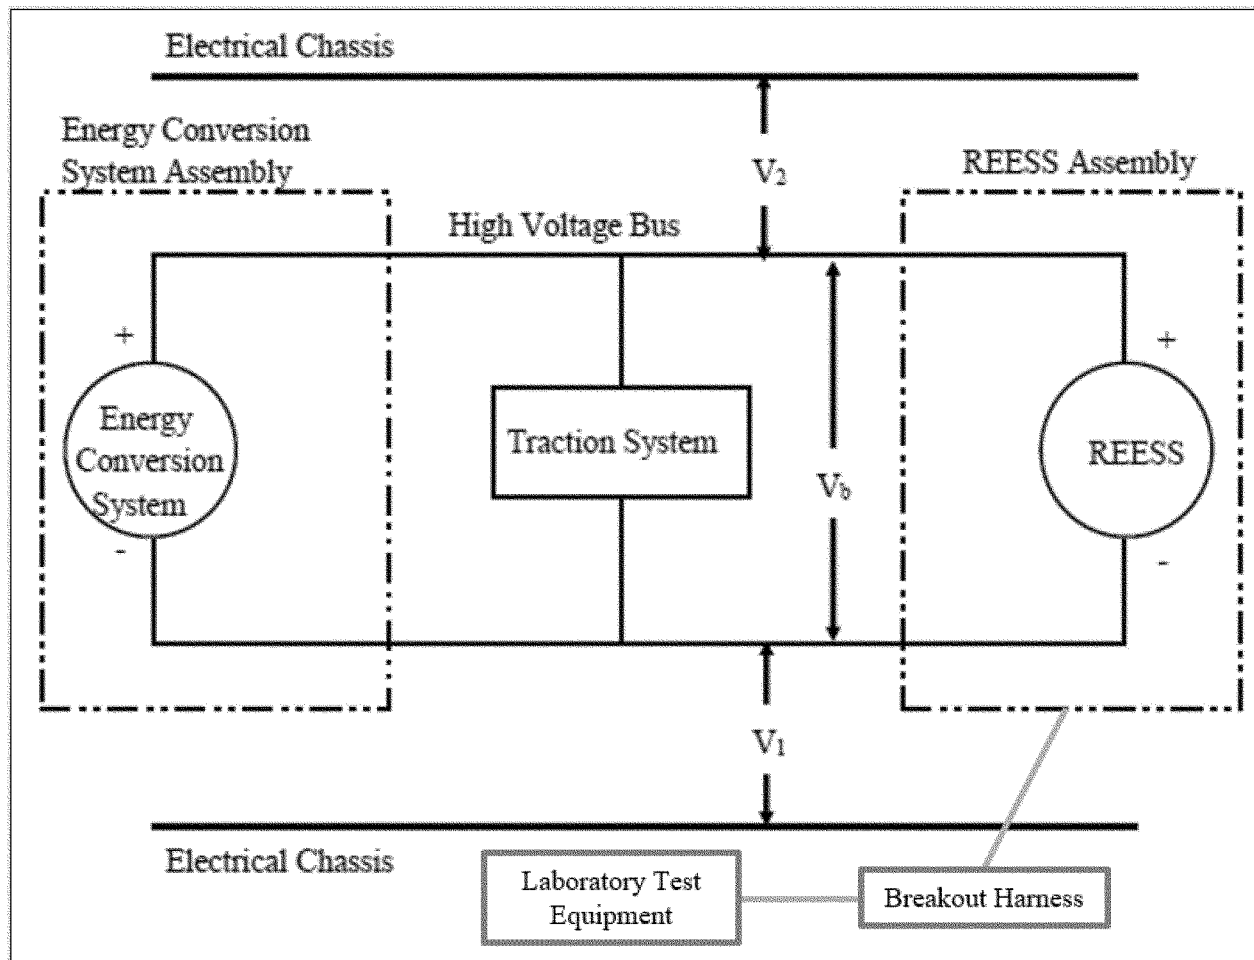 Electrical Chassis
Energy Conversion
System Assembly
REESS Assembly
V2
High Voltage Bus
+
+
Energy
Conversion
System
Traction System
REESS
Vb
-
-
V1
Electrical Chassis
Laboratory Test
Equipment
Breakout Harness